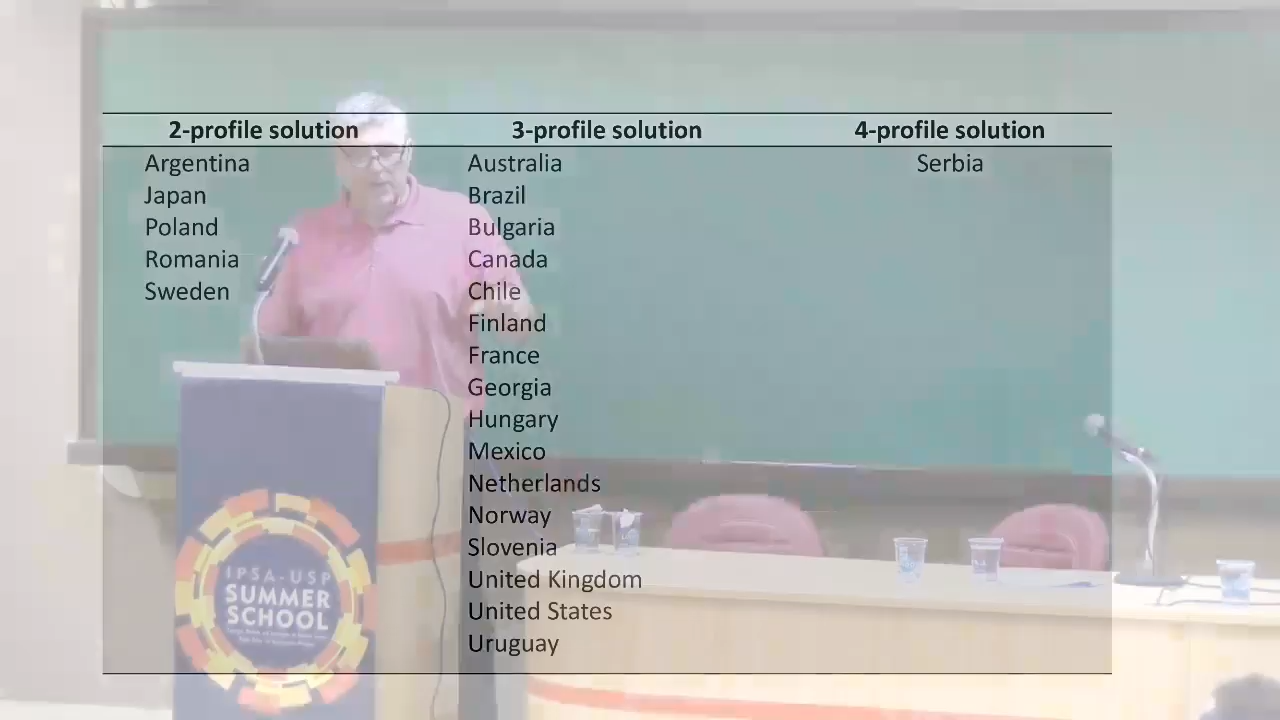 2-profile solution 3-profile solution 4-profile solution
Argentina Australia Serbia
Japan Brazil
Poland Bulgaria
Romania Canada
Sweden Chile
Finland
France
Georgia
Hungary
Mexico
Netherlands
Norway
Slovenia
United Kingdom
United States
Uruguay
IPSA-USP
SUMMER
SCHOOL